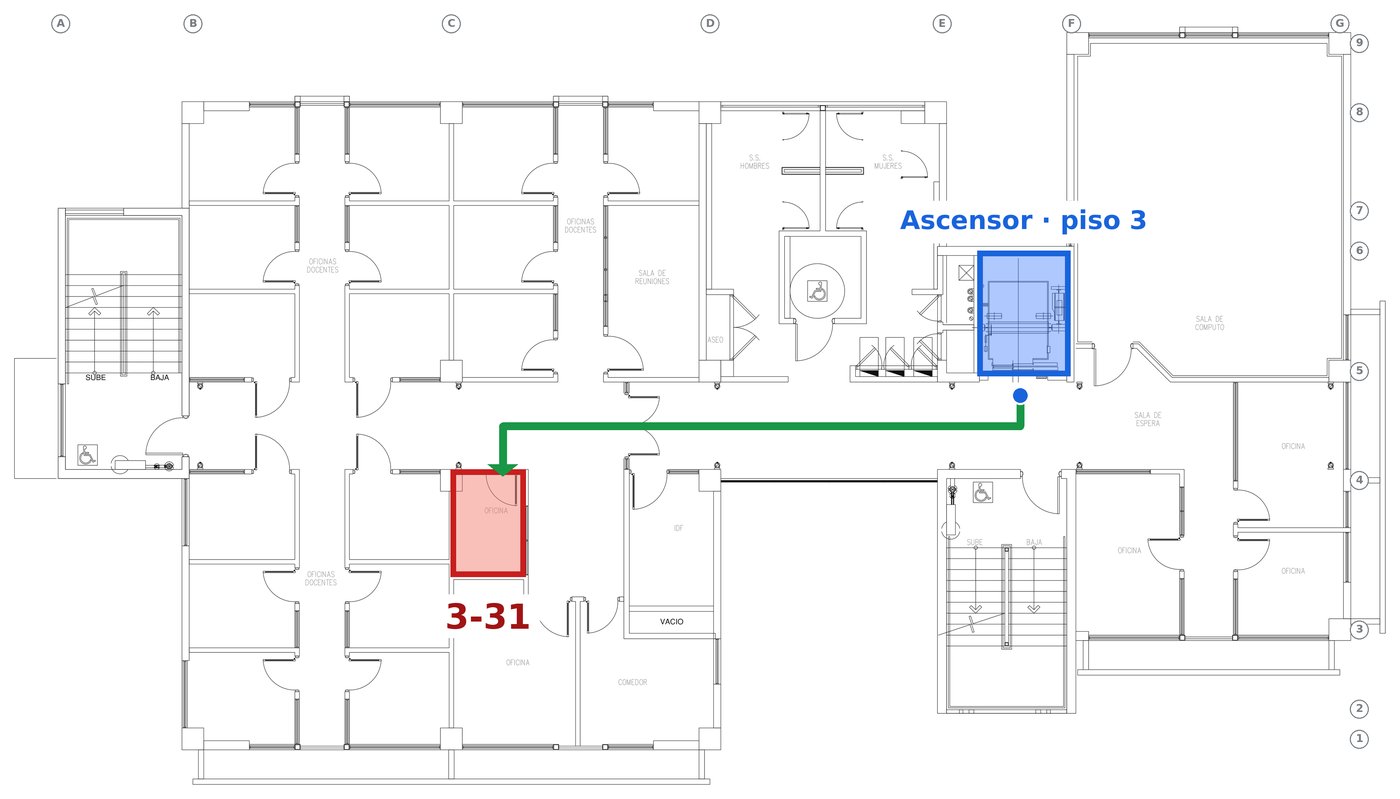 A
B
C
D
E
F
G
9
8
7
6
5
4
3
2
1
S.S.
HOMBRES
S.S.
MUJERES
Ascensor · piso 3
OFICINAS
DOCENTES
OFICINAS
DOCENTES
SALA DE
REUNIONES
ASEO
SALA DE
COMPUTO
SUBE
BAJA
SALA DE
ESPERA
OFICINA
OFICINA
IDF
SUBE
BAJA
OFICINA
OFICINA
OFICINAS
DOCENTES
3-31
VACIO
OFICINA
COMEDOR